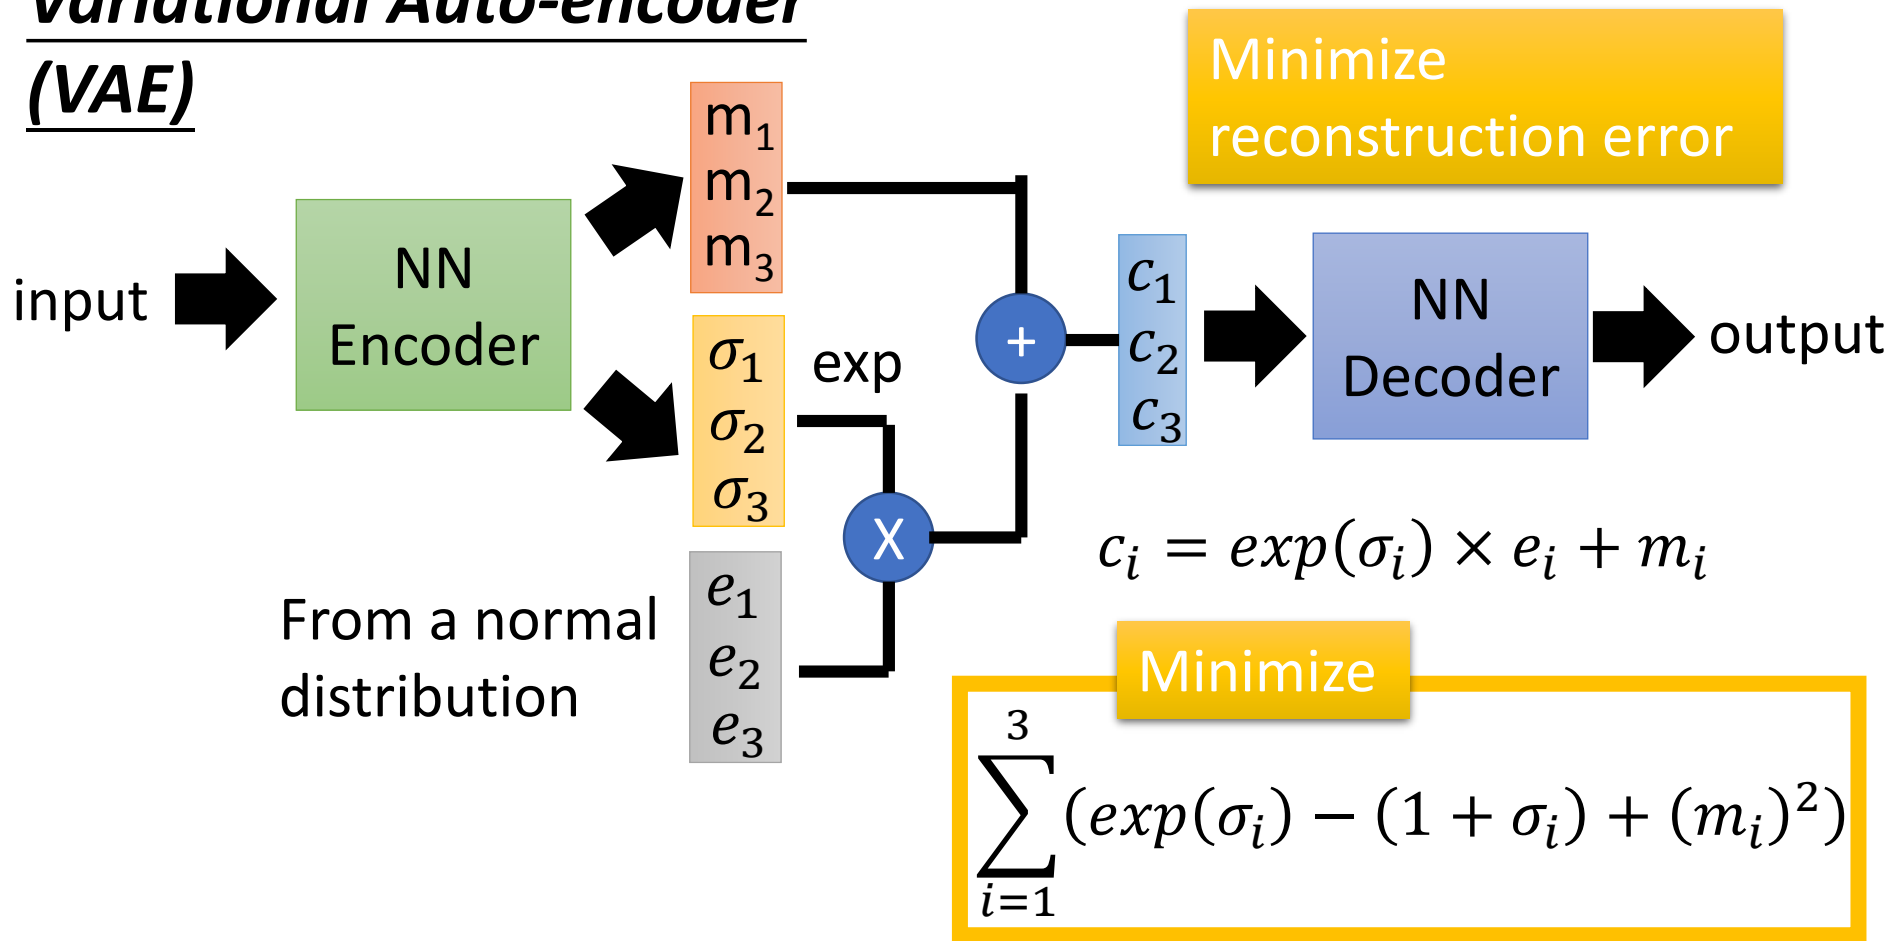 Variational Auto-encoder
(VAE)
Minimize
reconstruction error
m₁
m₂
m₃
input
NN
Encoder
σ₁
σ₂
σ₃
exp
+
X
c₁
c₂
c₃
NN
Decoder
output
From a normal
distribution
e₁
e₂
e₃
cᵢ = exp(σᵢ) × eᵢ + mᵢ
Minimize
∑_{i=1}^{3} (exp(σᵢ) − (1 + σᵢ) + (mᵢ)²)